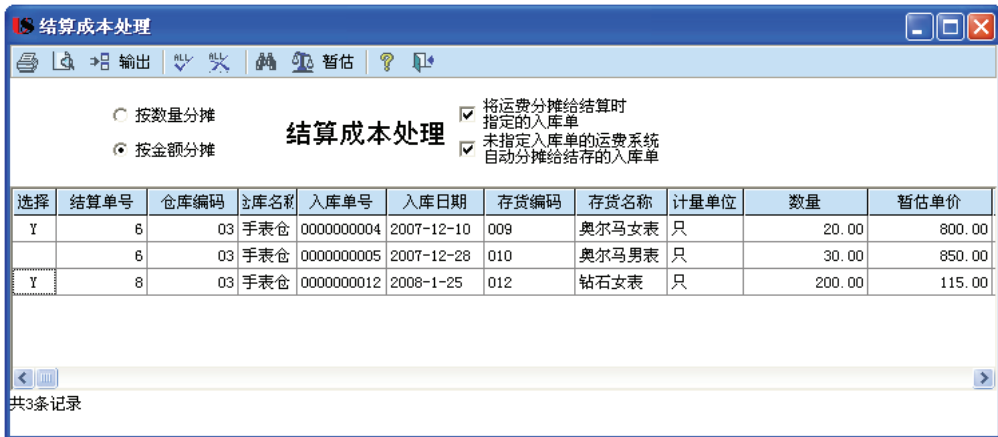 结算成本处理
输出 ALL ALL 暂估
按数量分摊
按金额分摊
结算成本处理
将运费分摊给结算时
指定的入库单
未指定入库单的运费系统
自动分摊给结存的入库单
选择 结算单号 仓库编码 仓库名称 入库单号 入库日期 存货编码 存货名称 计量单位 数量 暂估单价
Y 6 03 手表仓 0000000004 2007-12-10 009 奥尔马女表 只 20.00 800.00
6 03 手表仓 0000000005 2007-12-28 010 奥尔马男表 只 30.00 850.00
Y 8 03 手表仓 0000000012 2008-1-25 012 钻石女表 只 200.00 115.00
共3条记录